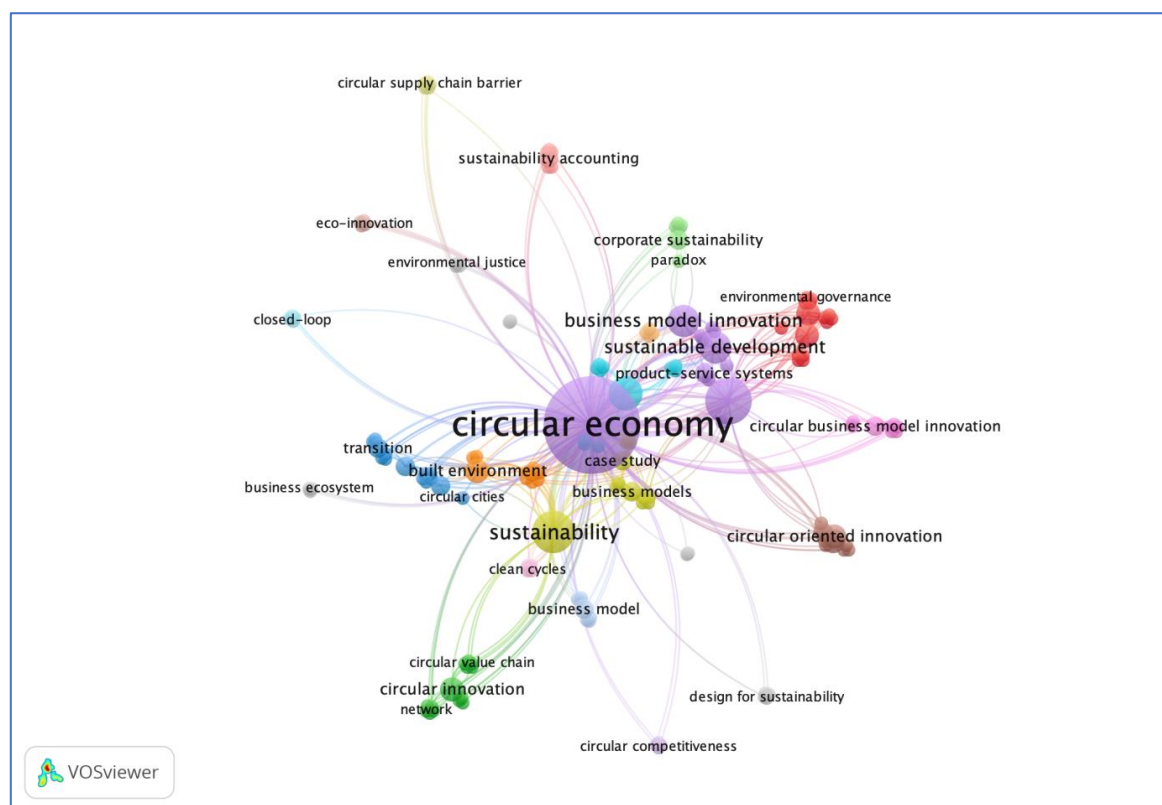 circular supply chain barrier
sustainability accounting
eco-innovation
corporate sustainability
environmental justice
paradox
environmental governance
closed-loop
business model innovation
sustainable development
product-service systems
circular economy
circular business model innovation
transition
case study
built environment
business ecosystem
circular cities
business models
sustainability
circular oriented innovation
clean cycles
business model
circular value chain
circular innovation
network
design for sustainability
circular competitiveness
VOSviewer